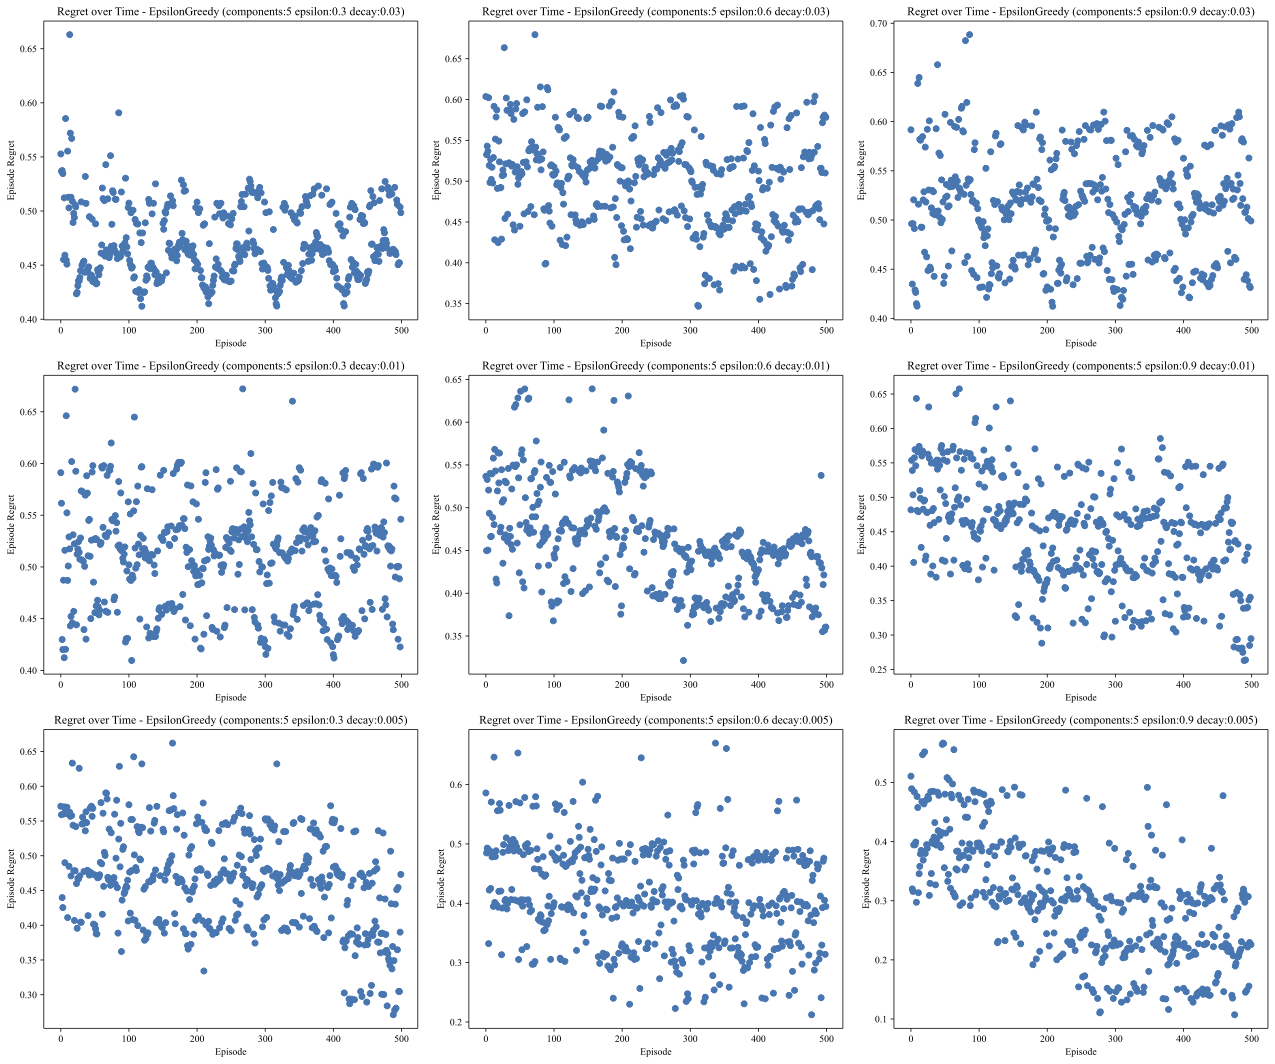 Regret over Time - EpsilonGreedy (components:5 epsilon:0.3 decay:0.03)
Episode Regret
0.65
0.60
0.55
0.50
0.45
0.40
0 100 200 300 400 500
Episode
Regret over Time - EpsilonGreedy (components:5 epsilon:0.6 decay:0.03)
Episode Regret
0.65
0.60
0.55
0.50
0.45
0.40
0.35
0 100 200 300 400 500
Episode
Regret over Time - EpsilonGreedy (components:5 epsilon:0.9 decay:0.03)
Episode Regret
0.70
0.65
0.60
0.55
0.50
0.45
0.40
0 100 200 300 400 500
Episode
Regret over Time - EpsilonGreedy (components:5 epsilon:0.3 decay:0.01)
Episode Regret
0.65
0.60
0.55
0.50
0.45
0.40
0 100 200 300 400 500
Episode
Regret over Time - EpsilonGreedy (components:5 epsilon:0.6 decay:0.01)
Episode Regret
0.65
0.60
0.55
0.50
0.45
0.40
0.35
0 100 200 300 400 500
Episode
Regret over Time - EpsilonGreedy (components:5 epsilon:0.9 decay:0.01)
Episode Regret
0.65
0.60
0.55
0.50
0.45
0.40
0.35
0.30
0.25
0 100 200 300 400 500
Episode
Regret over Time - EpsilonGreedy (components:5 epsilon:0.3 decay:0.005)
Episode Regret
0.65
0.60
0.55
0.50
0.45
0.40
0.35
0.30
0 100 200 300 400 500
Episode
Regret over Time - EpsilonGreedy (components:5 epsilon:0.6 decay:0.005)
Episode Regret
0.6
0.5
0.4
0.3
0.2
0 100 200 300 400 500
Episode
Regret over Time - EpsilonGreedy (components:5 epsilon:0.9 decay:0.005)
Episode Regret
0.5
0.4
0.3
0.2
0.1
0 100 200 300 400 500
Episode